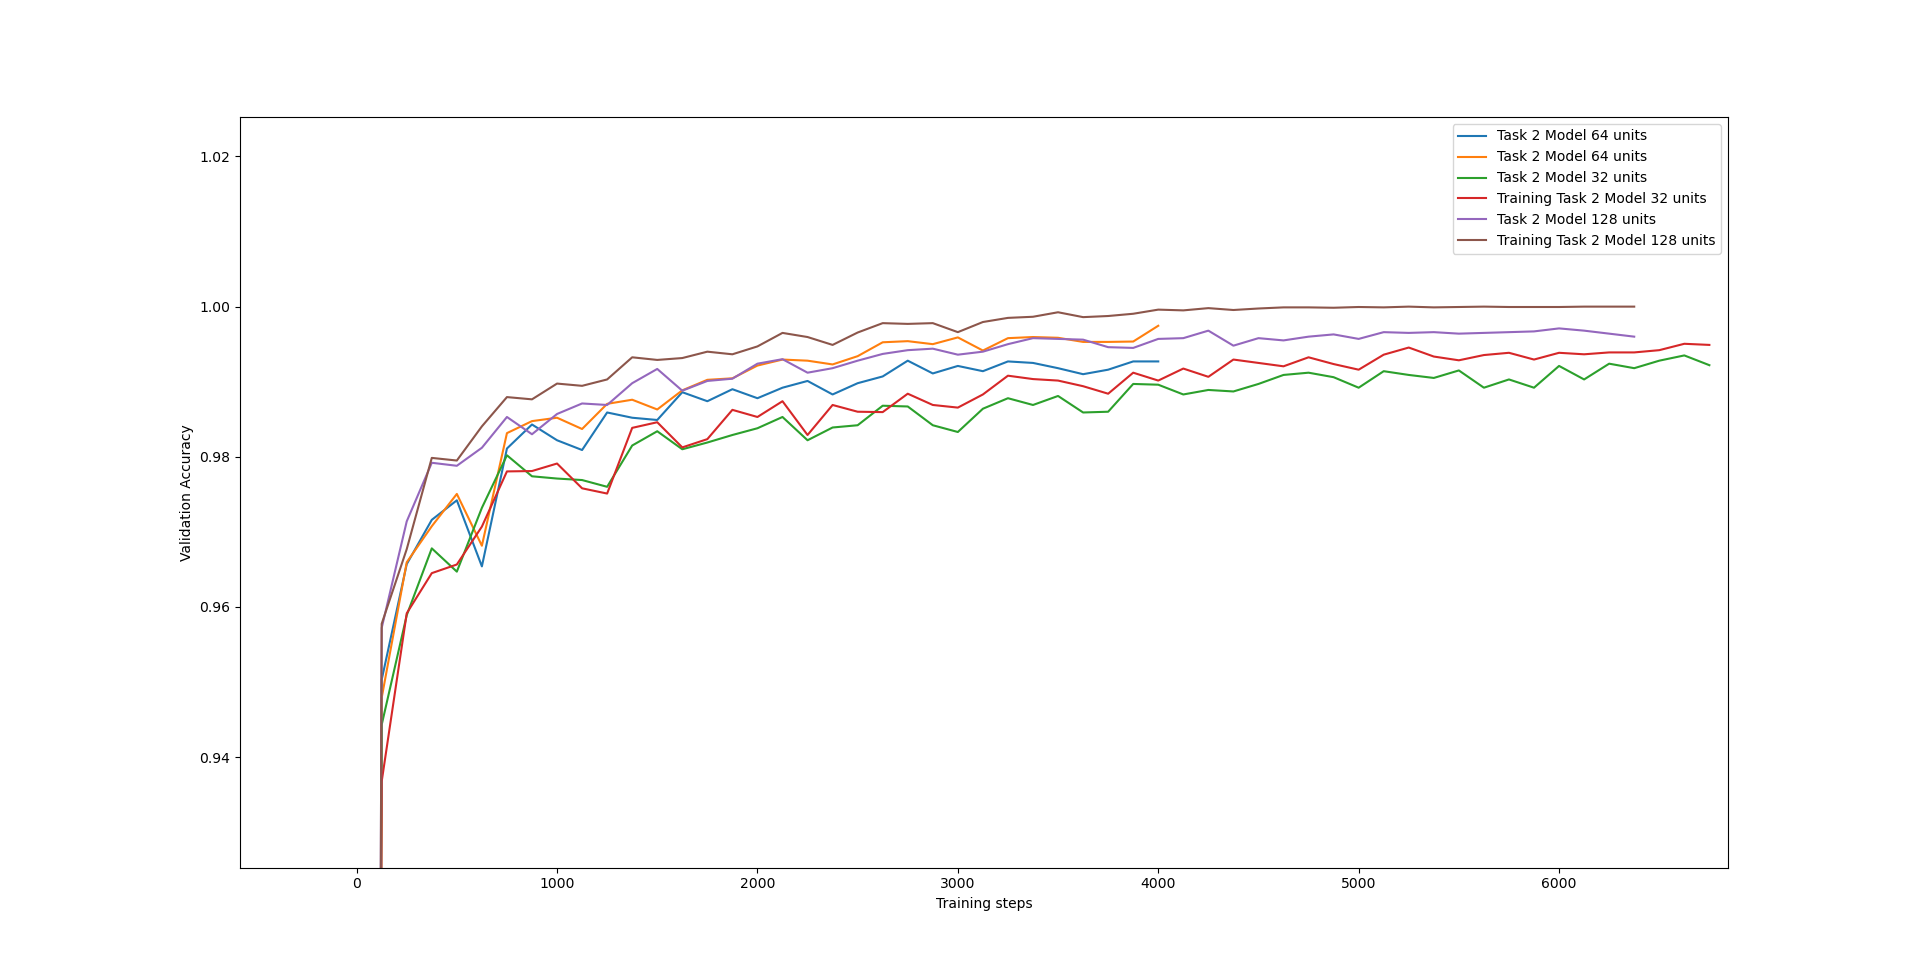 Task 2 Model 64 units
Task 2 Model 64 units
Task 2 Model 32 units
Training Task 2 Model 32 units
Task 2 Model 128 units
Training Task 2 Model 128 units
1.02
1.00
0.98
0.96
0.94
Validation Accuracy
0 1000 2000 3000 4000 5000 6000
Training steps